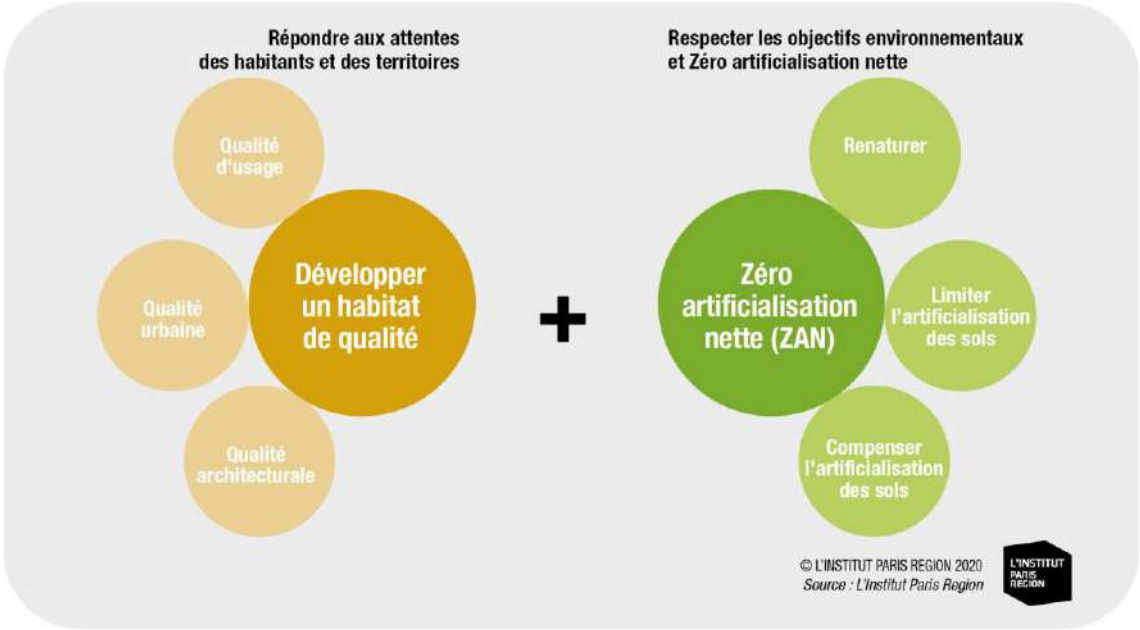 Répondre aux attentes
des habitants et des territoires
Qualité
d'usage
Développer
un habitat
de qualité
Qualité
urbaine
Qualité
architecturale
+
Respecter les objectifs environnementaux
et Zéro artificialisation nette
Renaturer
Zéro
artificialisation
nette (ZAN)
Limiter
l'artificialisation
des sols
Compenser
l'artificialisation
des sols
© L'INSTITUT PARIS REGION 2020
Source : L'Institut Paris Region
L'INSTITUT
PARIS
REGION